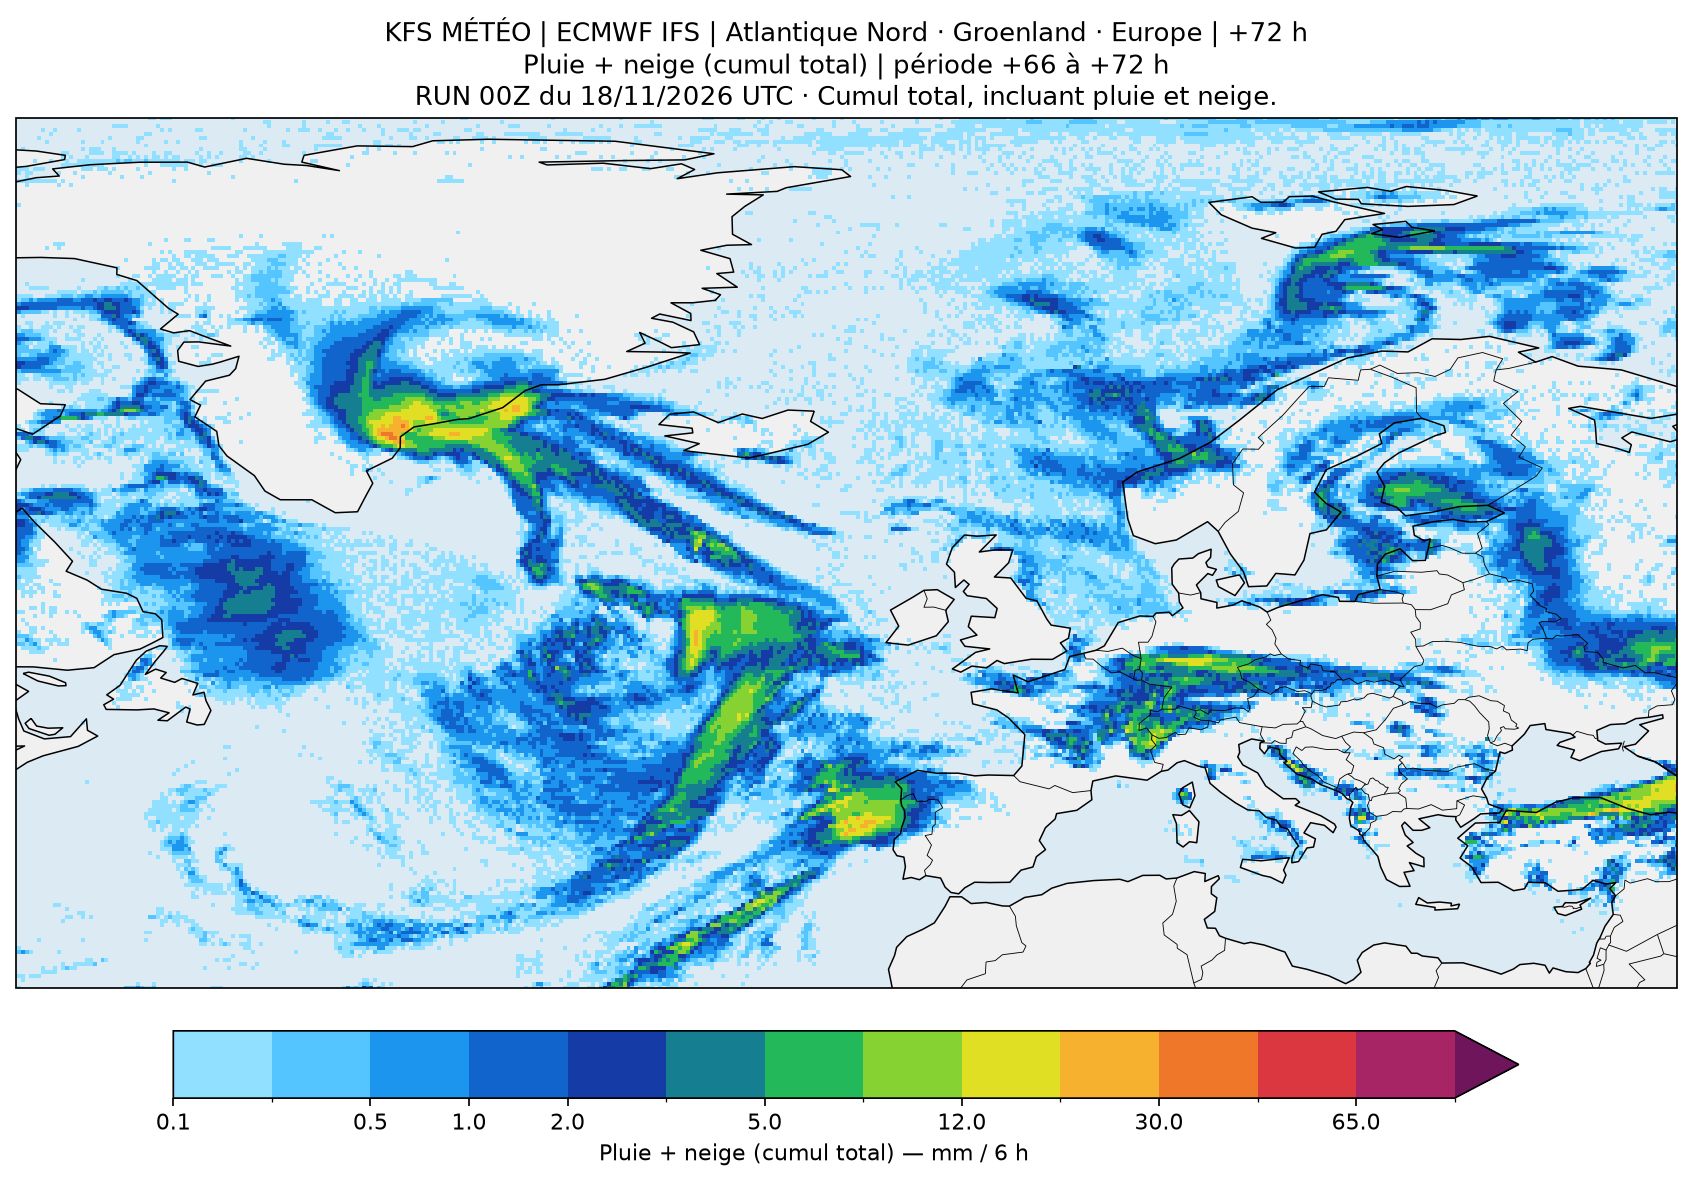 KFS MÉTÉO | ECMWF IFS | Atlantique Nord · Groenland · Europe | +72 h
Pluie + neige (cumul total) | période +66 à +72 h
RUN 00Z du 18/11/2026 UTC · Cumul total, incluant pluie et neige.
0.1 0.5 1.0 2.0 5.0 12.0 30.0 65.0
Pluie + neige (cumul total) — mm / 6 h